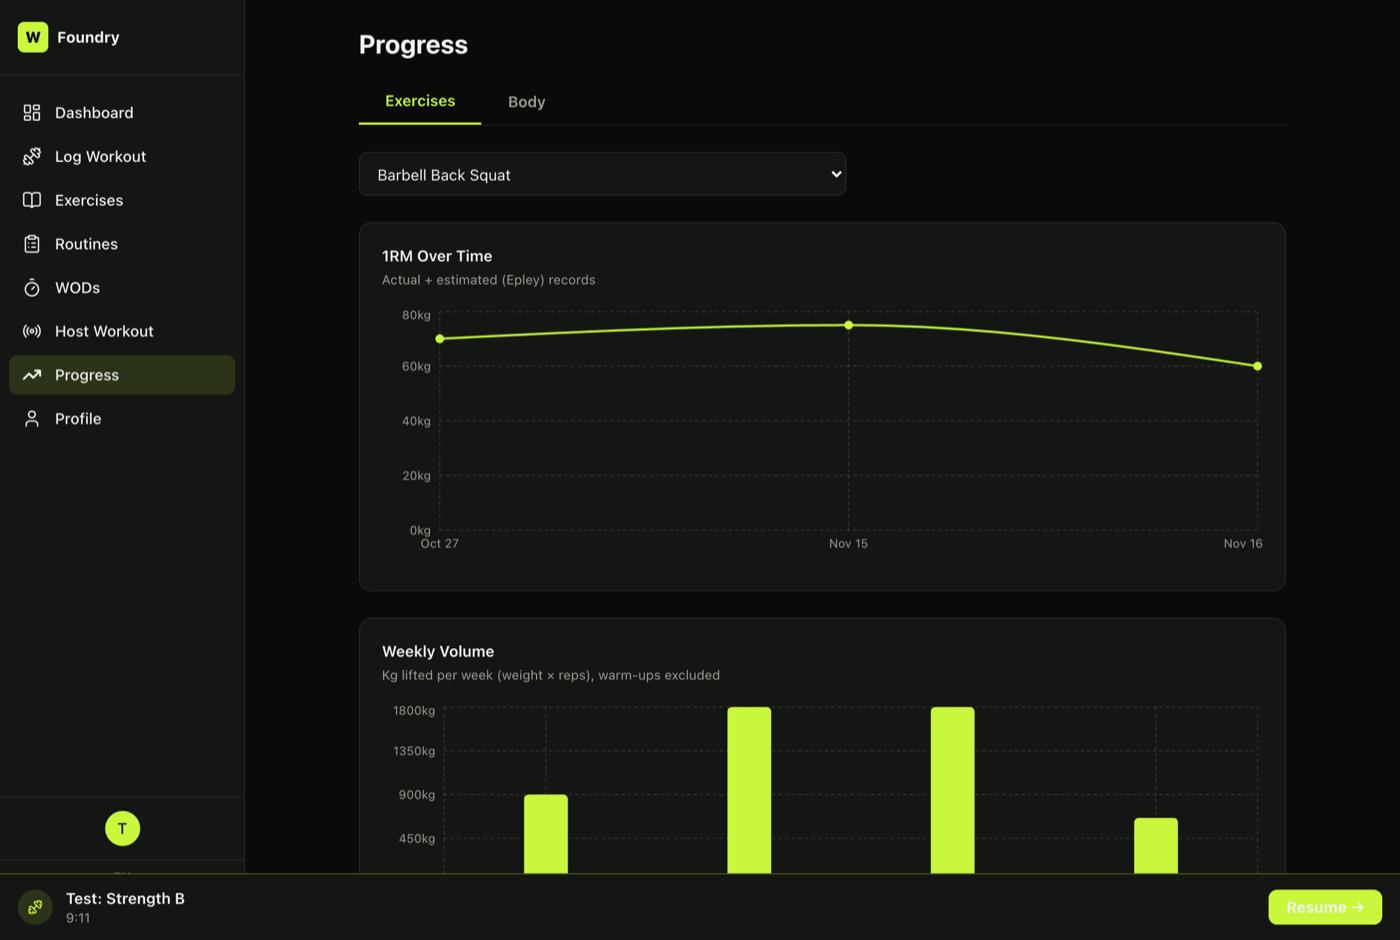 W Foundry
Dashboard
Log Workout
Exercises
Routines
WODs
Host Workout
Progress
Profile
T
Progress
Exercises Body
Barbell Back Squat
1RM Over Time
Actual + estimated (Epley) records
80kg
60kg
40kg
20kg
0kg
Oct 27 Nov 15 Nov 16
Weekly Volume
Kg lifted per week (weight × reps), warm-ups excluded
1800kg
1350kg
900kg
450kg
Test: Strength B
9:11
Resume →